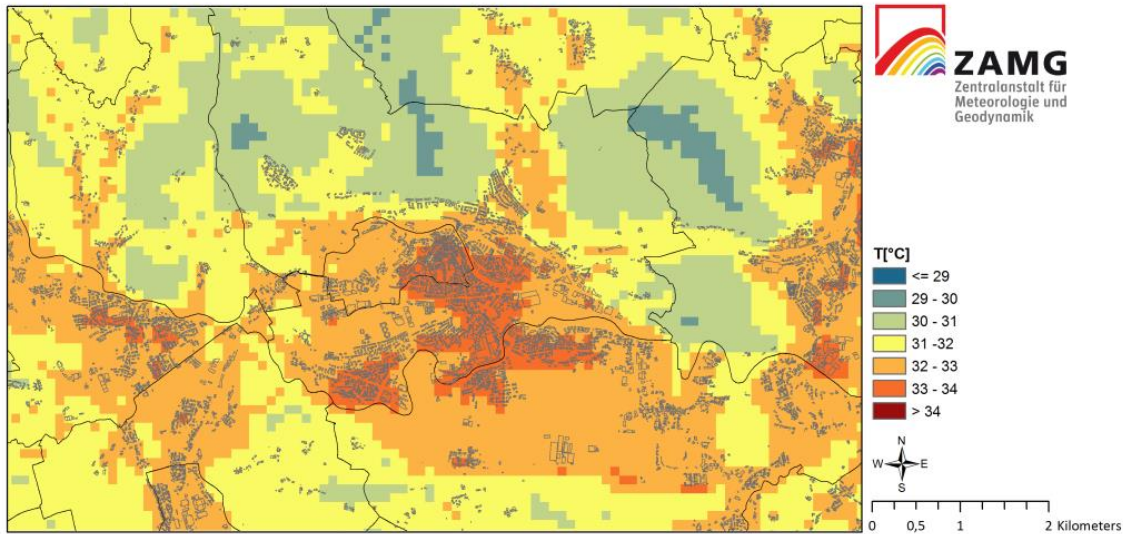 ZAMG
Zentralanstalt für
Meteorologie und
Geodynamik
T[°C]
<= 29
29 - 30
30 - 31
31 -32
32 - 33
33 - 34
> 34
N
W E
S
0 0,5 1 2 Kilometers